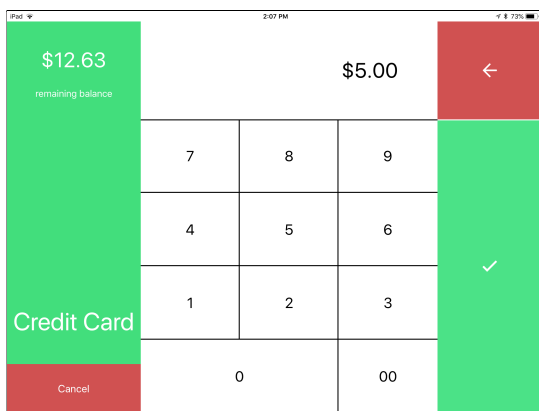 iPad 2:07 PM 73%
$12.63
remaining balance
$5.00
7 8 9
4 5 6
1 2 3
0 00
Credit Card
Cancel